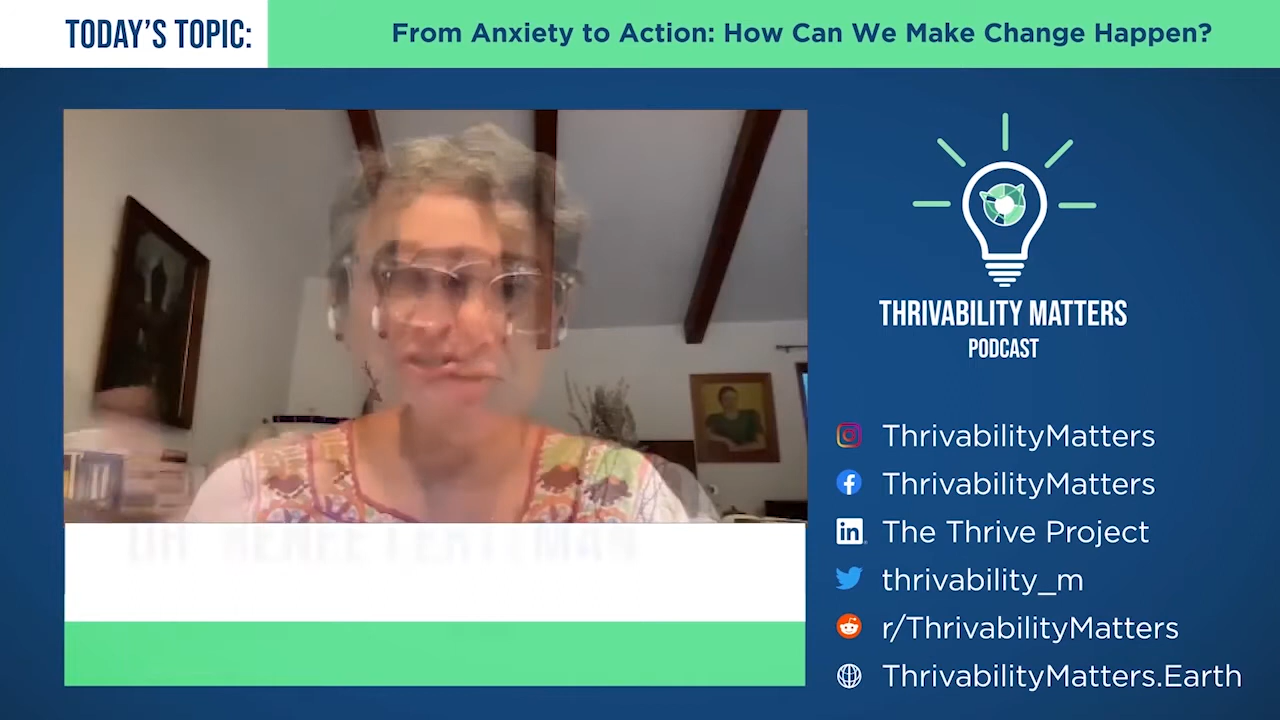 TODAY'S TOPIC:
From Anxiety to Action: How Can We Make Change Happen?
THRIVABILITY MATTERS
PODCAST
ThrivabilityMatters
ThrivabilityMatters
The Thrive Project
thrivability_m
r/ThrivabilityMatters
ThrivabilityMatters.Earth